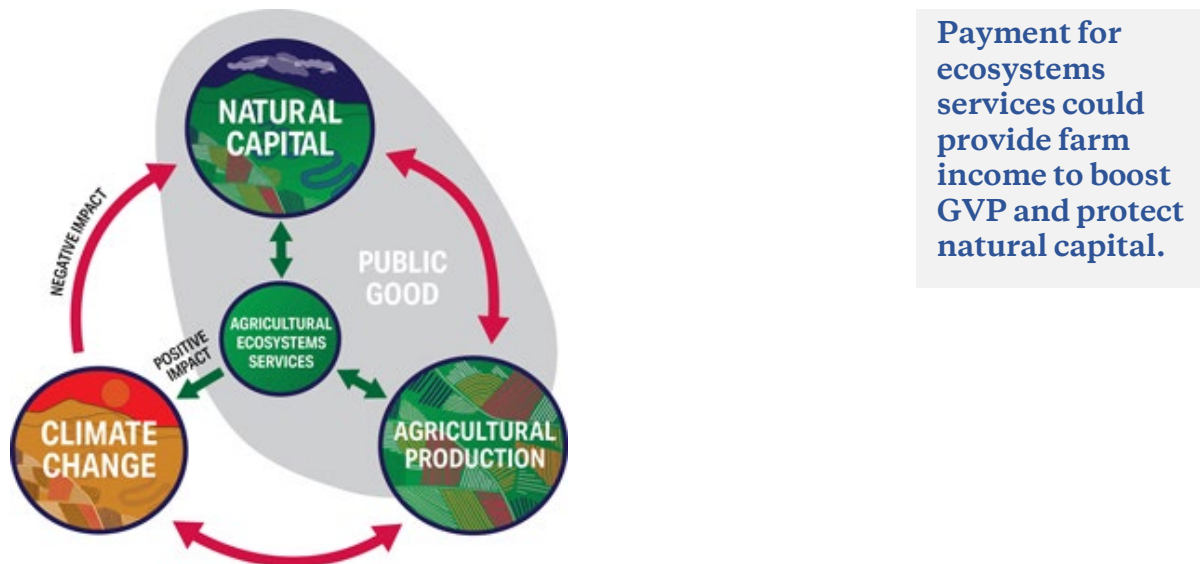 NATURAL
CAPITAL
NEGATIVE IMPACT
PUBLIC
GOOD
AGRICULTURAL
ECOSYSTEMS
SERVICES
POSITIVE
IMPACT
CLIMATE
CHANGE
AGRICULTURAL
PRODUCTION
Payment for
ecosystems
services could
provide farm
income to boost
GVP and protect
natural capital.